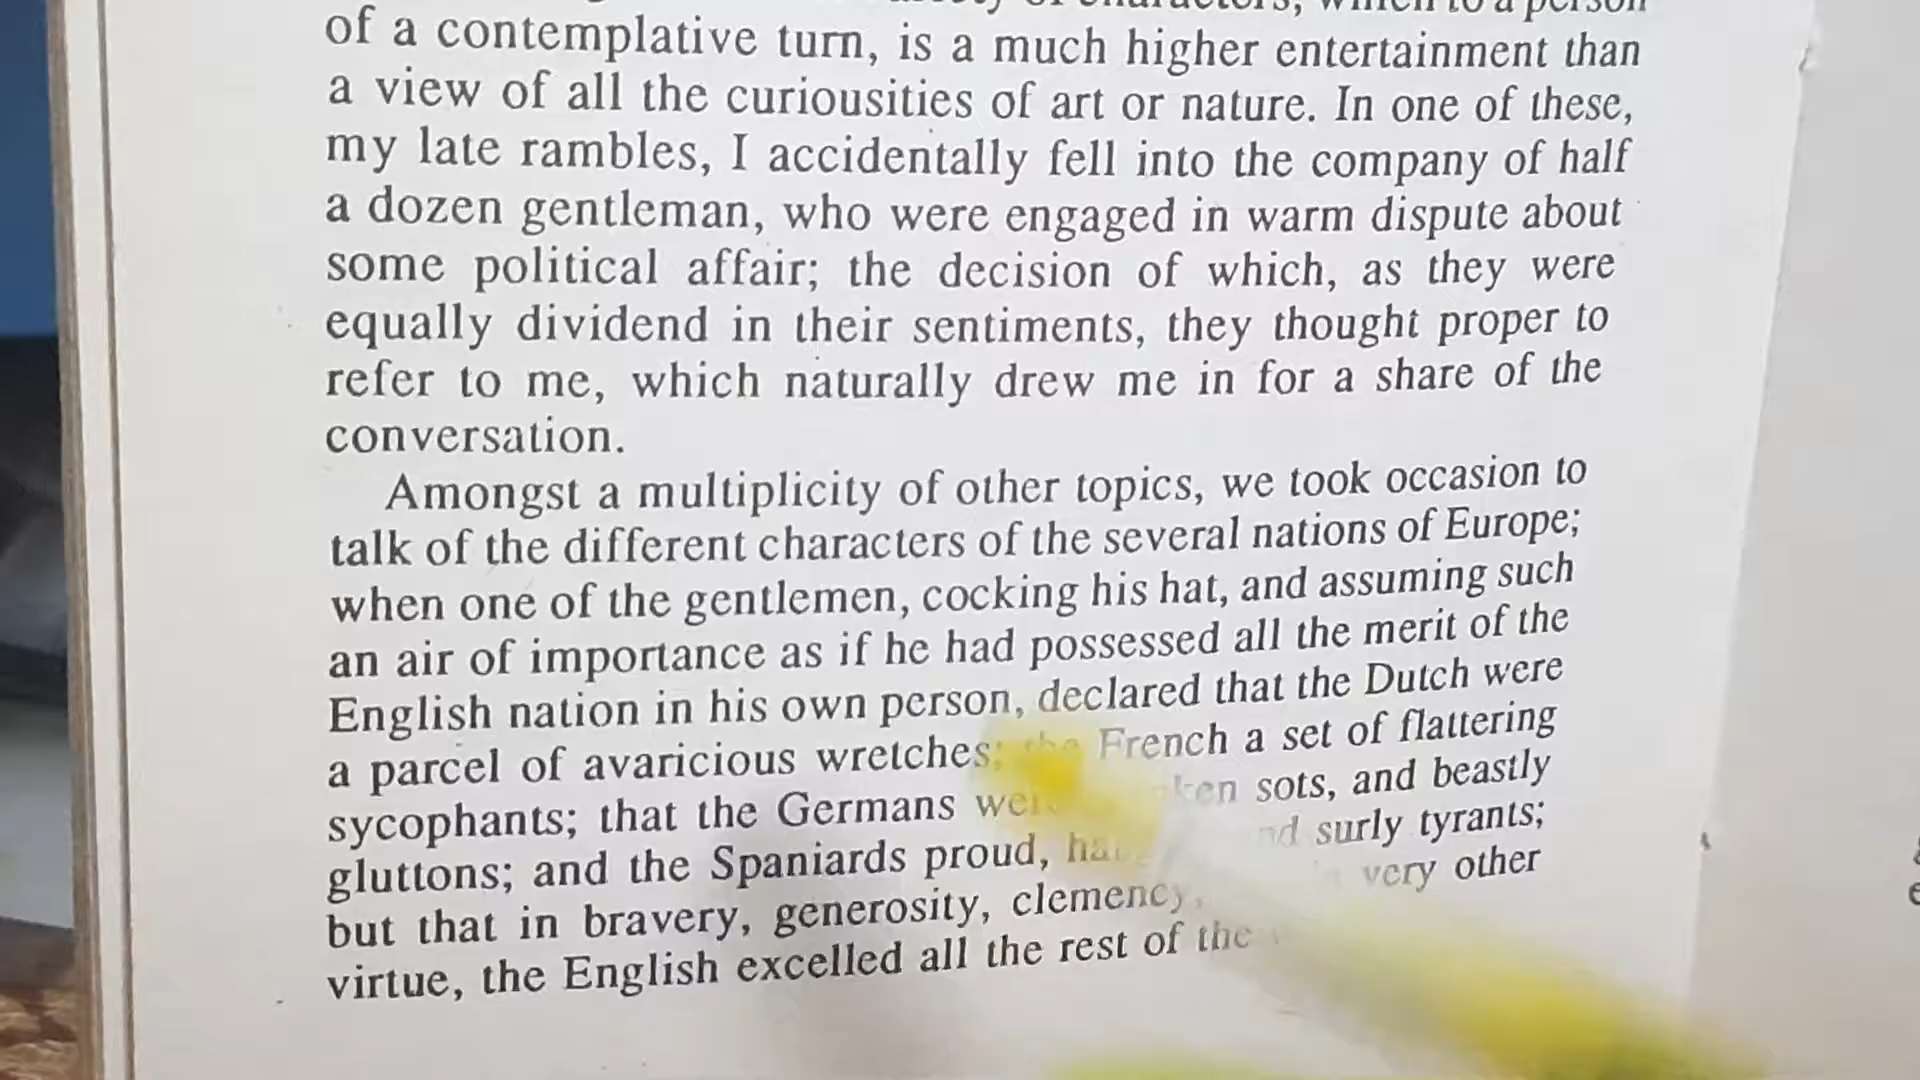 of a contemplative turn, is a much higher entertainment than
a view of all the curiousities of art or nature. In one of these,
my late rambles, I accidentally fell into the company of half
a dozen gentleman, who were engaged in warm dispute about
some political affair; the decision of which, as they were
equally dividend in their sentiments, they thought proper to
refer to me, which naturally drew me in for a share of the
conversation.
Amongst a multiplicity of other topics, we took occasion to
talk of the different characters of the several nations of Europe;
when one of the gentlemen, cocking his hat, and assuming such
an air of importance as if he had possessed all the merit of the
English nation in his own person, declared that the Dutch were
a parcel of avaricious wretches; the French a set of flattering
sycophants; that the Germans sots, and beastly
gluttons; and the Spaniards proud, surly tyrants;
but that in bravery, generosity, clemency, very other
virtue, the English excelled all the rest of the